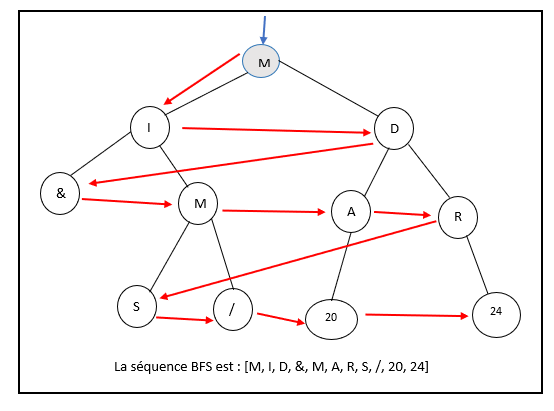 M
I
D
&
M
A
R
S
/
20
24
La séquence BFS est : [M, I, D, &, M, A, R, S, /, 20, 24]